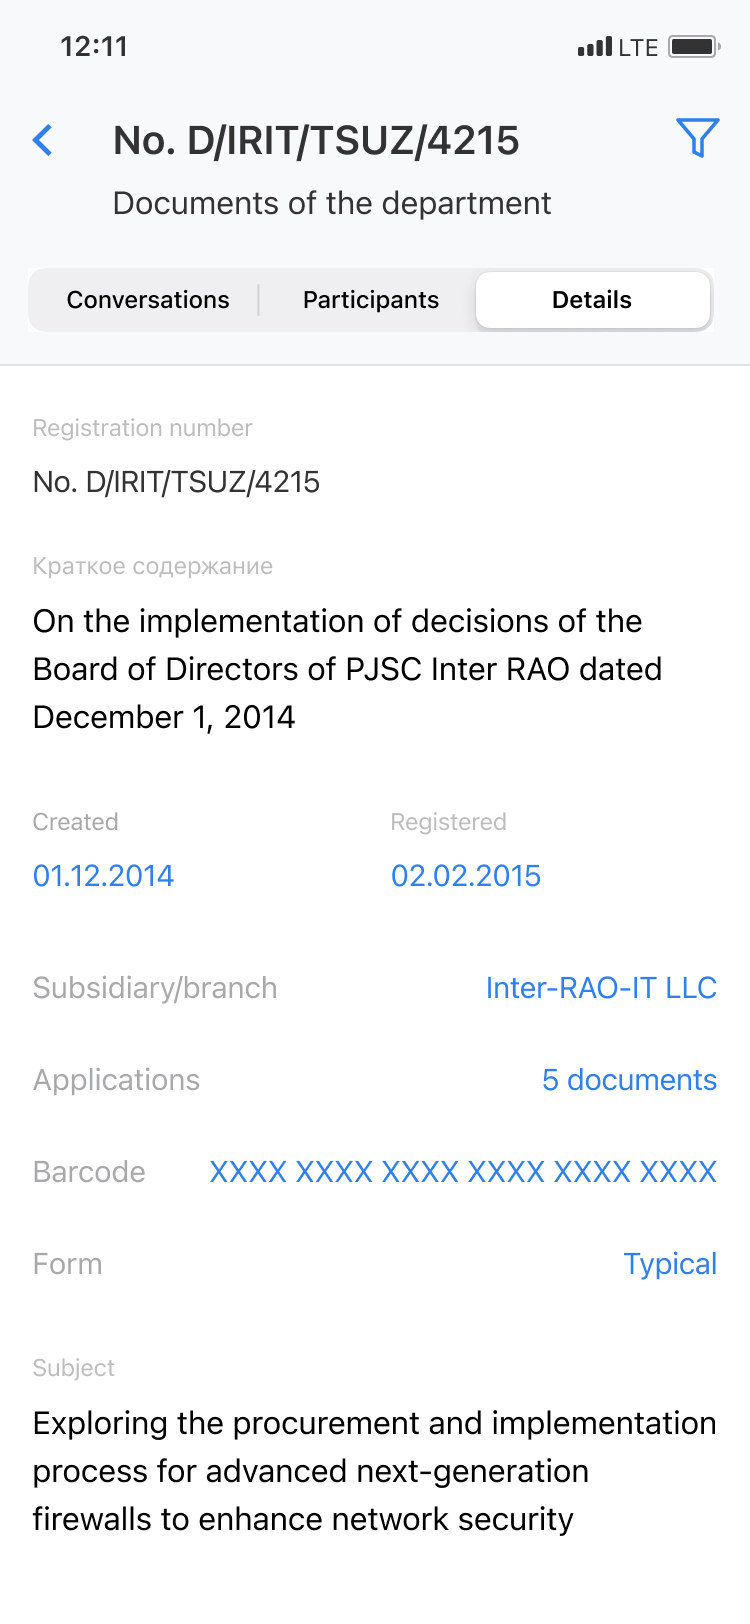 12:11
LTE
No. D/IRIT/TSUZ/4215
Documents of the department
Conversations
Participants
Details
Registration number
No. D/IRIT/TSUZ/4215
Краткое содержание
On the implementation of decisions of the
Board of Directors of PJSC Inter RAO dated
December 1, 2014
Created
Registered
01.12.2014
02.02.2015
Subsidiary/branch
Inter-RAO-IT LLC
Applications
5 documents
Barcode
XXXX XXXX XXXX XXXX XXXX XXXX
Form
Typical
Subject
Exploring the procurement and implementation
process for advanced next-generation
firewalls to enhance network security